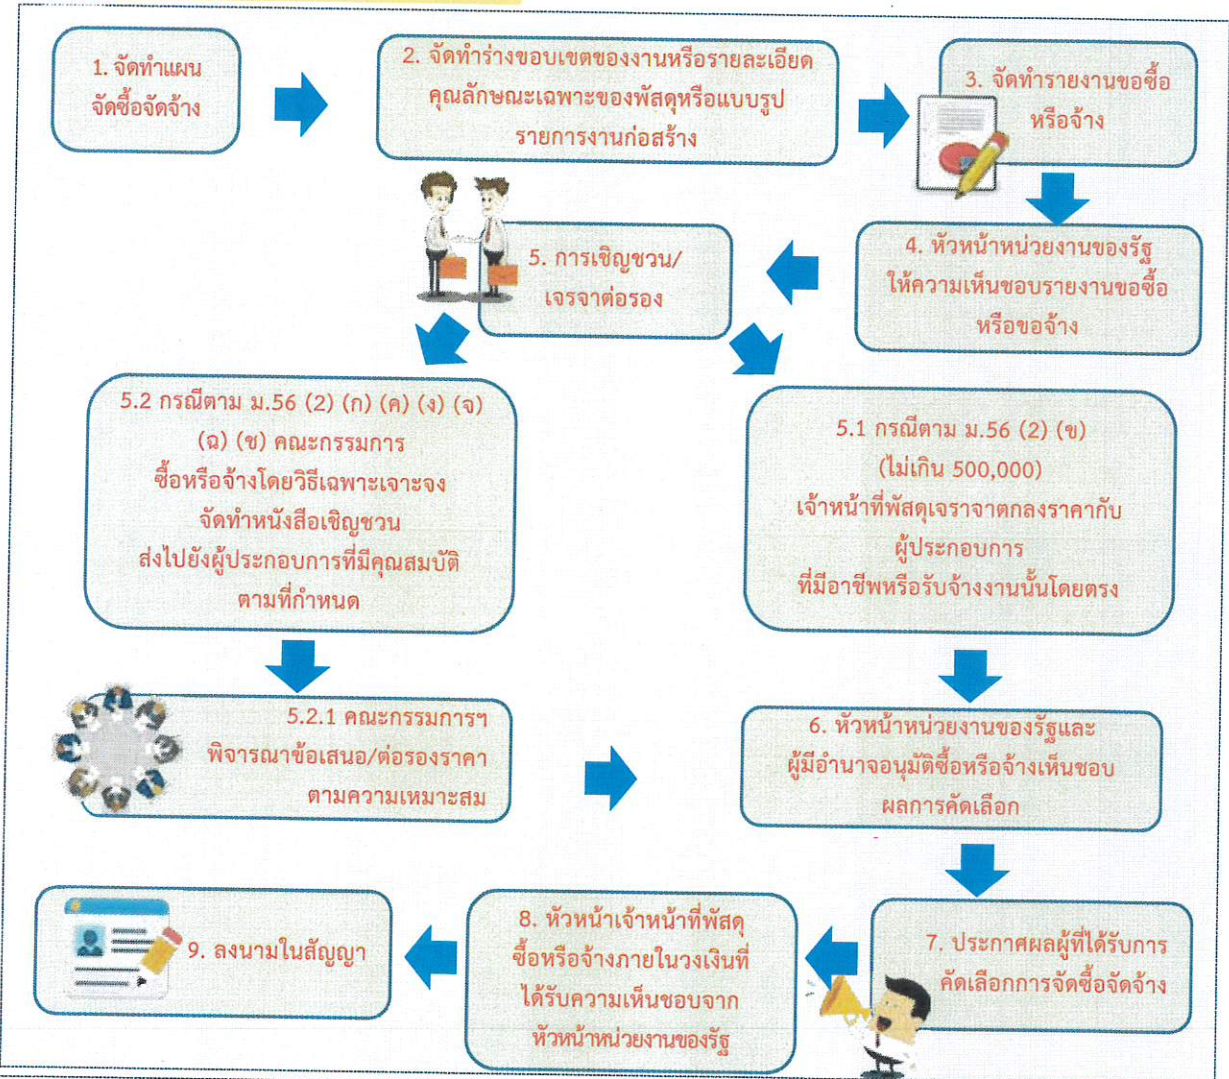 1. จัดทำแผน
จัดซื้อจัดจ้าง
2. จัดทำร่างขอบเขตของงานหรือรายละเอียด
คุณลักษณะเฉพาะของพัสดุหรือแบบรูป
รายการงานก่อสร้าง
3. จัดทำรายงานขอซื้อ
หรือจ้าง
4. หัวหน้าหน่วยงานของรัฐ
ให้ความเห็นชอบรายงานขอซื้อ
หรือขอจ้าง
5. การเชิญชวน/
เจรจาต่อรอง
5.2 กรณีตาม ม.56 (2) (ก) (ค) (ง) (จ)
(ฉ) (ช) คณะกรรมการ
ซื้อหรือจ้างโดยวิธีเฉพาะเจาะจง
จัดทำหนังสือเชิญชวน
ส่งไปยังผู้ประกอบการที่มีคุณสมบัติ
ตามที่กำหนด
5.1 กรณีตาม ม.56 (2) (ข)
(ไม่เกิน 500,000)
เจ้าหน้าที่พัสดุเจราจาตกลงราคากับ
ผู้ประกอบการ
ที่มีอาชีพหรือรับจ้างงานนั้นโดยตรง
5.2.1 คณะกรรมการฯ
พิจารณาข้อเสนอ/ต่อรองราคา
ตามความเหมาะสม
6. หัวหน้าหน่วยงานของรัฐและ
ผู้มีอำนาจอนุมัติซื้อหรือจ้างเห็นชอบ
ผลการคัดเลือก
7. ประกาศผลผู้ที่ได้รับการ
คัดเลือกการจัดซื้อจัดจ้าง
8. หัวหน้าเจ้าหน้าที่พัสดุ
ซื้อหรือจ้างภายในวงเงินที่
ได้รับความเห็นชอบจาก
หัวหน้าหน่วยงานของรัฐ
9. ลงนามในสัญญา